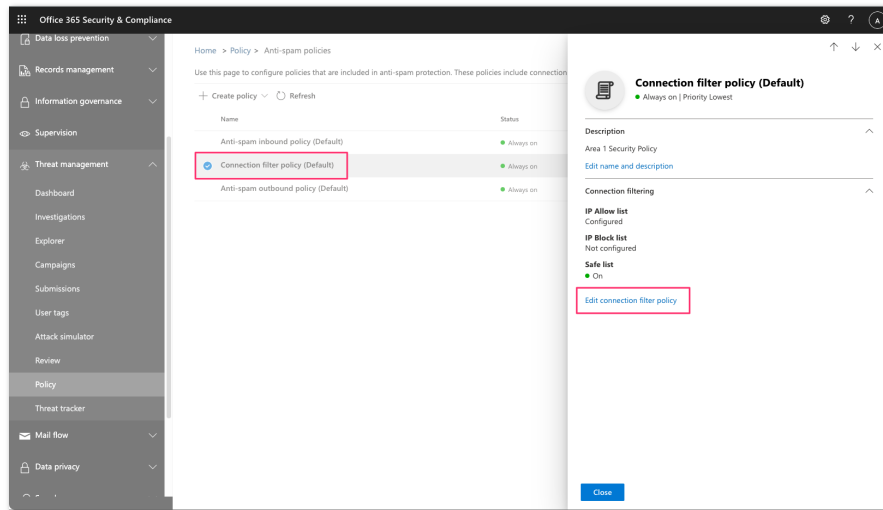 Office 365 Security & Compliance
?
A
Data loss prevention
Records management
Information governance
Supervision
Threat management
Dashboard
Investigations
Explorer
Campaigns
Submissions
User tags
Attack simulator
Review
Policy
Threat tracker
Mail flow
Data privacy
Home > Policy > Anti-spam policies
Use this page to configure policies that are included in anti-spam protection. These policies include connection
+ Create policy
Refresh
Name Status
Anti-spam inbound policy (Default) Always on
Connection filter policy (Default) Always on
Anti-spam outbound policy (Default) Always on
Connection filter policy (Default)
Always on | Priority Lowest
Description
Area 1 Security Policy
Edit name and description
Connection filtering
IP Allow list
Configured
IP Block list
Not configured
Safe list
On
Edit connection filter policy
Close